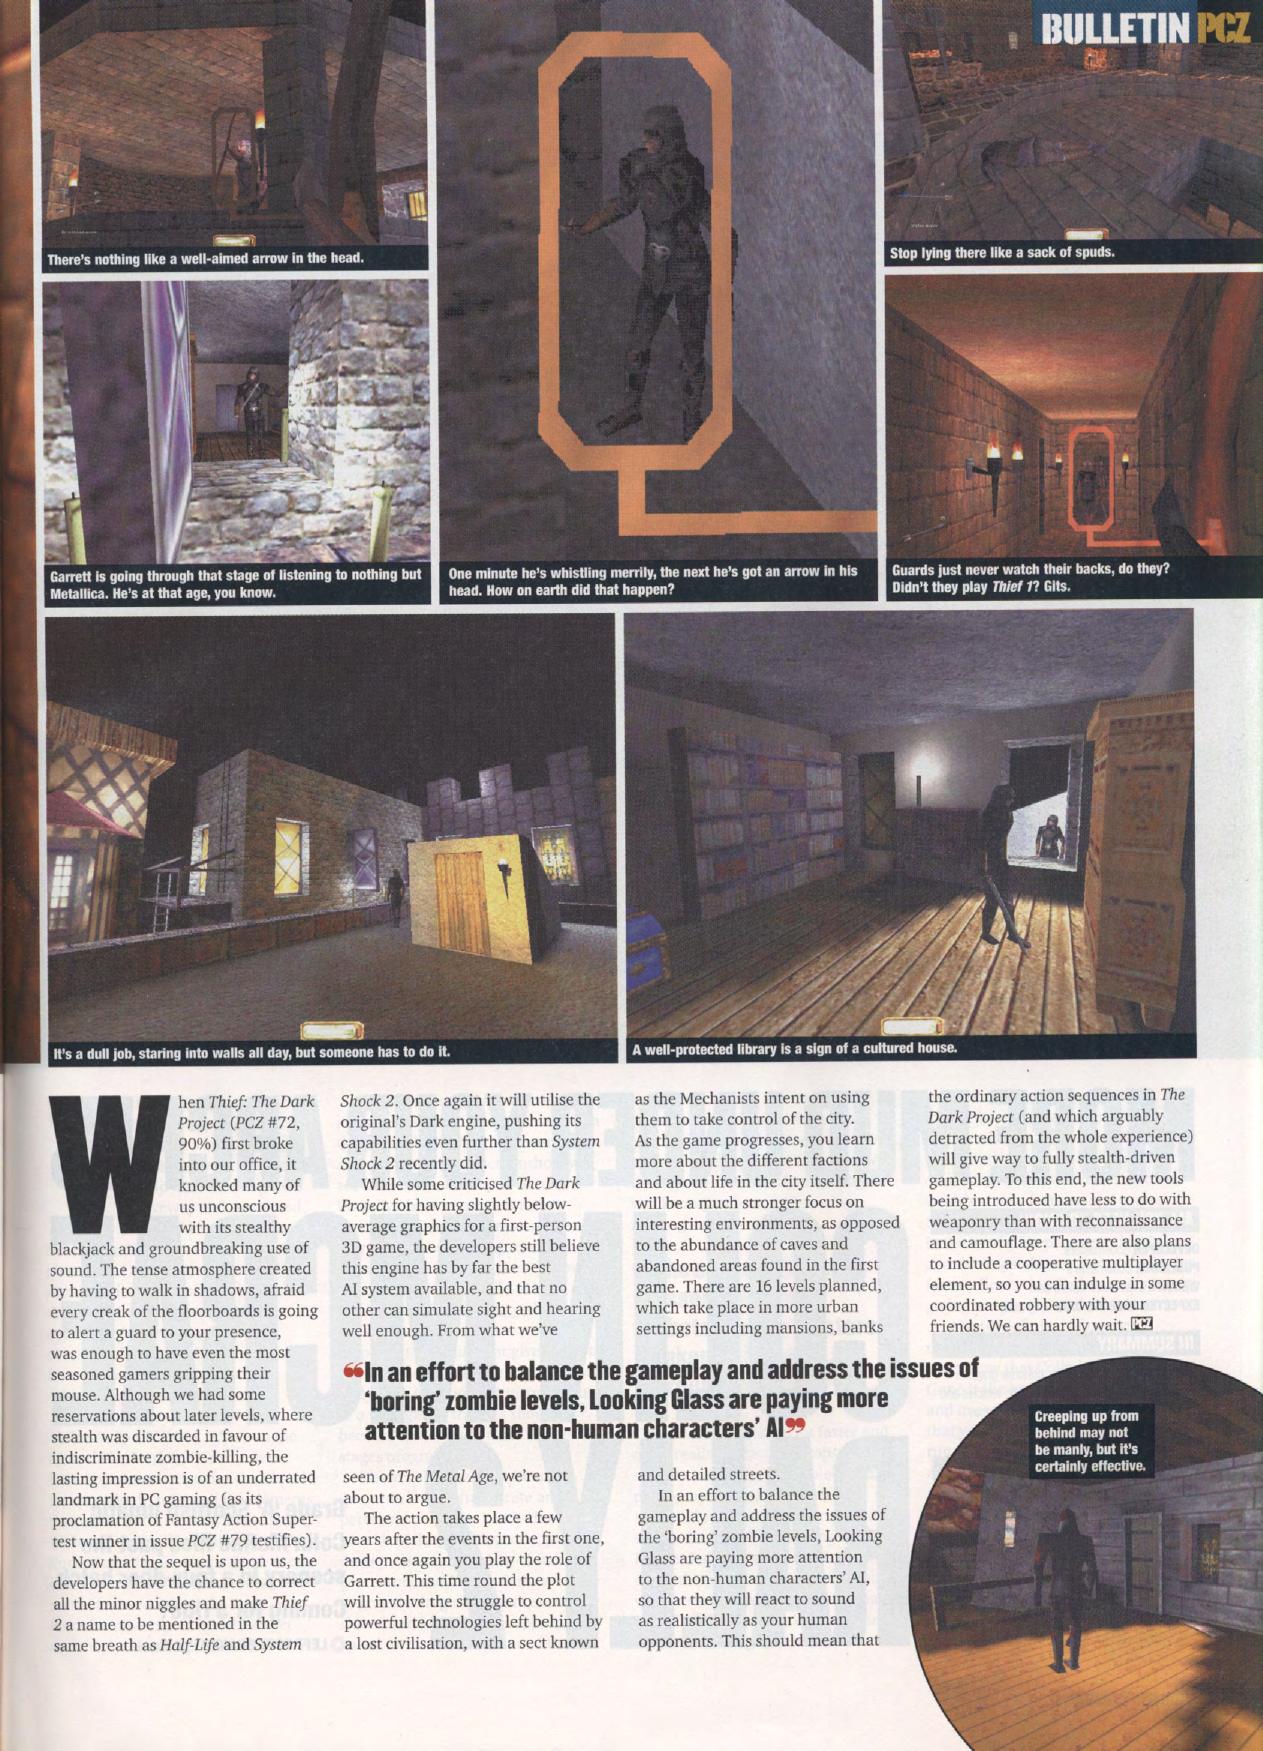 BULLETIN PCZ
There's nothing like a well-aimed arrow in the head.
Stop lying there like a sack of spuds.
Garrett is going through that stage of listening to nothing but
Metallica. He's at that age, you know.
One minute he's whistling merrily, the next he's got an arrow in his
head. How on earth did that happen?
Guards just never watch their backs, do they?
Didn't they play Thief 1? Gits.
It's a dull job, staring into walls all day, but someone has to do it.
A well-protected library is a sign of a cultured house.
When Thief: The Dark
Project (PCZ #72,
90%) first broke
into our office, it
knocked many of
us unconscious
with its stealthy
blackjack and groundbreaking use of
sound. The tense atmosphere created
by having to walk in shadows, afraid
every creak of the floorboards is going
to alert a guard to your presence,
was enough to have even the most
seasoned gamers gripping their
mouse. Although we had some
reservations about later levels, where
stealth was discarded in favour of
indiscriminate zombie-killing, the
lasting impression is of an underrated
landmark in PC gaming (as its
proclamation of Fantasy Action Super-
test winner in issue PCZ #79 testifies).
Now that the sequel is upon us, the
developers have the chance to correct
all the minor niggles and make Thief
2 a name to be mentioned in the
same breath as Half-Life and System
Shock 2. Once again it will utilise the
original's Dark engine, pushing its
capabilities even further than System
Shock 2 recently did.
While some criticised The Dark
Project for having slightly below-
average graphics for a first-person
3D game, the developers still believe
this engine has by far the best
AI system available, and that no
other can simulate sight and hearing
well enough. From what we've
seen of The Metal Age, we're not
about to argue.
The action takes place a few
years after the events in the first one,
and once again you play the role of
Garrett. This time round the plot
will involve the struggle to control
powerful technologies left behind by
a lost civilisation, with a sect known
as the Mechanists intent on using
them to take control of the city.
As the game progresses, you learn
more about the different factions
and about life in the city itself. There
will be a much stronger focus on
interesting environments, as opposed
to the abundance of caves and
abandoned areas found in the first
game. There are 16 levels planned,
which take place in more urban
settings including mansions, banks
and detailed streets.
In an effort to balance the
gameplay and address the issues of
the 'boring' zombie levels, Looking
Glass are paying more attention
to the non-human characters' AI,
so that they will react to sound
as realistically as your human
opponents. This should mean that
the ordinary action sequences in The
Dark Project (and which arguably
detracted from the whole experience)
will give way to fully stealth-driven
gameplay. To this end, the new tools
being introduced have less to do with
weaponry than with reconnaissance
and camouflage. There are also plans
to include a cooperative multiplayer
element, so you can indulge in some
coordinated robbery with your
friends. We can hardly wait. PCZ
“In an effort to balance the gameplay and address the issues of
‘boring’ zombie levels, Looking Glass are paying more
attention to the non-human characters’ AI”
Creeping up from
behind may not
be manly, but it's
certainly effective.